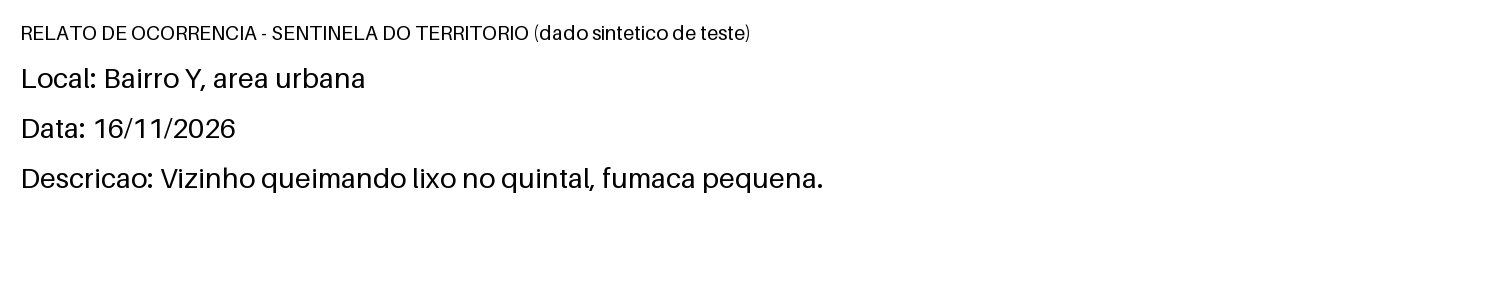 RELATO DE OCORRENCIA - SENTINELA DO TERRITORIO (dado sintetico de teste)
Local: Bairro Y, area urbana
Data: 16/11/2026
Descricao: Vizinho queimando lixo no quintal, fumaca pequena.